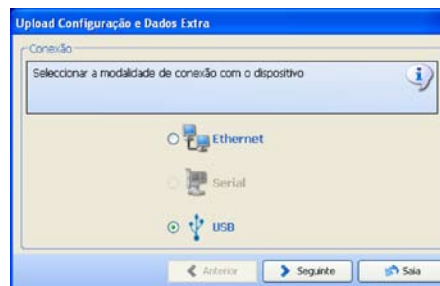 Upload Configuração e Dados Extra
Conexão
Seleccionar a modalidade de conexão com o dispositivo
Ethernet
Serial
USB
Anterior Seguinte Saia